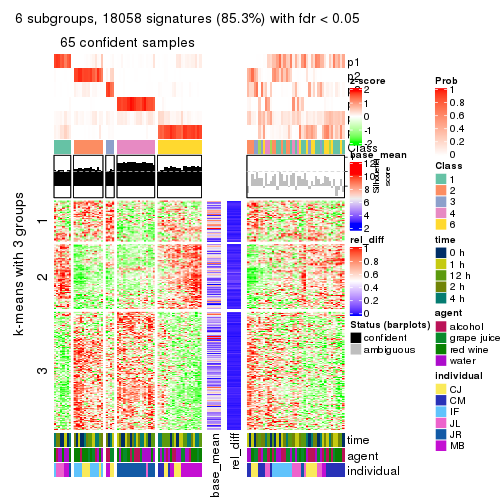 6 subgroups, 18058 signatures (85.3%) with fdr < 0.05
65 confident samples
p1
p2
Class
Silhouette
score
k-means with 3 groups
1
2
3
base_mean
rel_diff
time
agent
individual
z-score
2
1
0
-1
-2
base_mean
12
10
8
6
4
2
rel_diff
1
0.8
0.6
0.4
0.2
0
Status (barplots)
confident
ambiguous
Prob
1
0.8
0.6
0.4
0.2
0
Class
1
2
3
4
6
time
0 h
1 h
12 h
2 h
4 h
agent
alcohol
grape juice
red wine
water
individual
CJ
CM
IF
JL
JR
MB